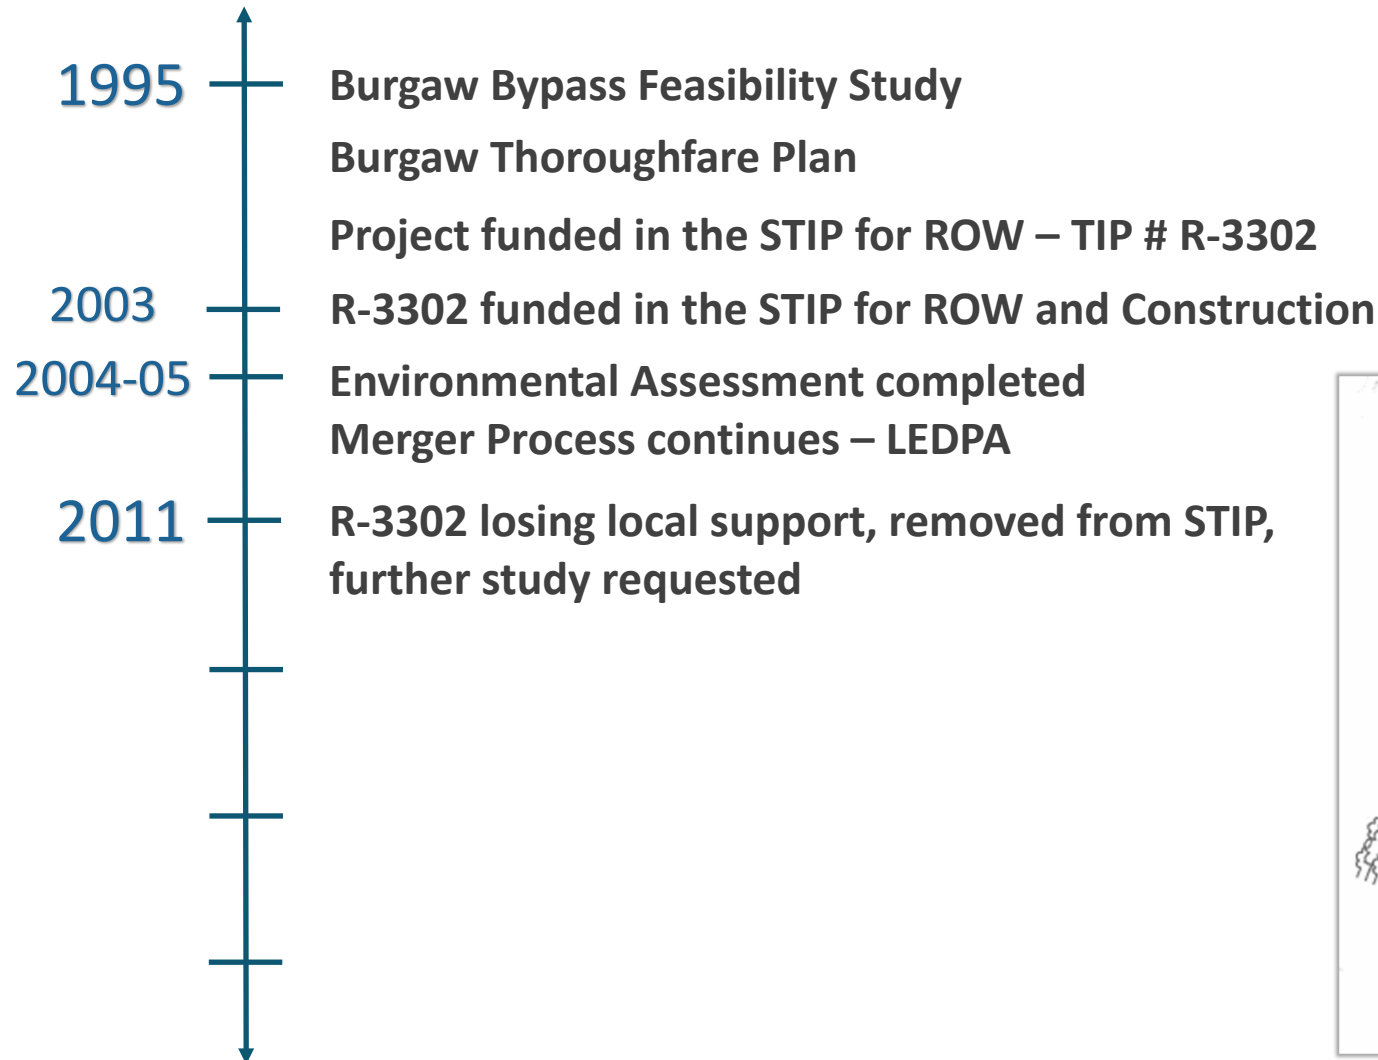 1995
Burgaw Bypass Feasibility Study
Burgaw Thoroughfare Plan
Project funded in the STIP for ROW – TIP # R-3302
2003
R-3302 funded in the STIP for ROW and Construction
2004-05
Environmental Assessment completed
Merger Process continues – LEDPA
2011
R-3302 losing local support, removed from STIP,
further study requested